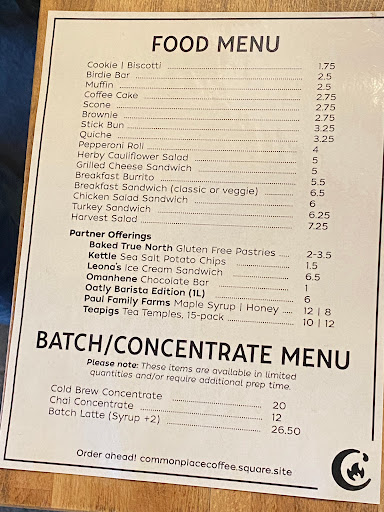 FOOD MENU
Cookie | Biscotti 1.75
Birdie Bar 2.5
Muffin 2.5
Coffee Cake 2.75
Scone 2.75
Brownie 2.75
Stick Bun 3.25
Quiche 3.25
Pepperoni Roll 4
Herby Cauliflower Salad 5
Grilled Cheese Sandwich 5
Breakfast Burrito 5.5
Breakfast Sandwich (classic or veggie) 6.5
Chicken Salad Sandwich 6
Turkey Sandwich 6.25
Harvest Salad 7.25
Partner Offerings
Baked True North Gluten Free Pastries 2-3.5
Kettle Sea Salt Potato Chips 1.5
Leona's Ice Cream Sandwich 6.5
Omanhene Chocolate Bar 1
Oatly Barista Edition (1L) 6
Paul Family Farms Maple Syrup | Honey 12 | 8
Teapigs Tea Temples, 15-pack 10 | 12
BATCH/CONCENTRATE MENU
Please note: These items are available in limited
quantities and/or require additional prep time.
Cold Brew Concentrate 20
Chai Concentrate 12
Batch Latte (Syrup +2) 26.50
Order ahead! commonplacecoffee.square.site